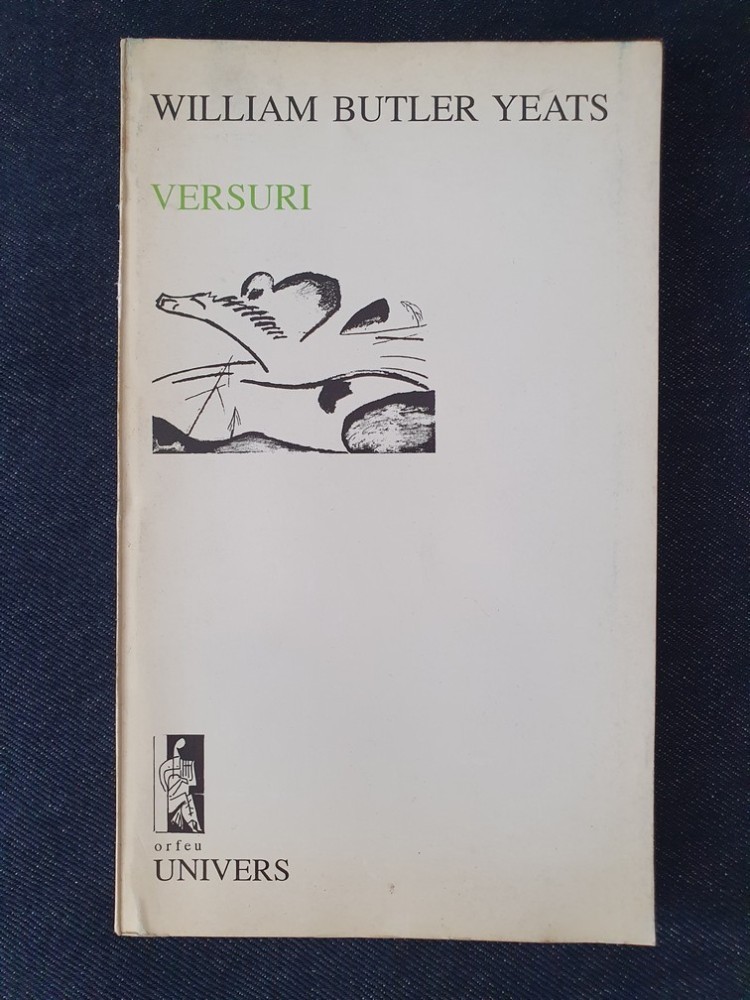 WILLIAM BUTLER YEATS
VERSURI
orfeu
UNIVERS